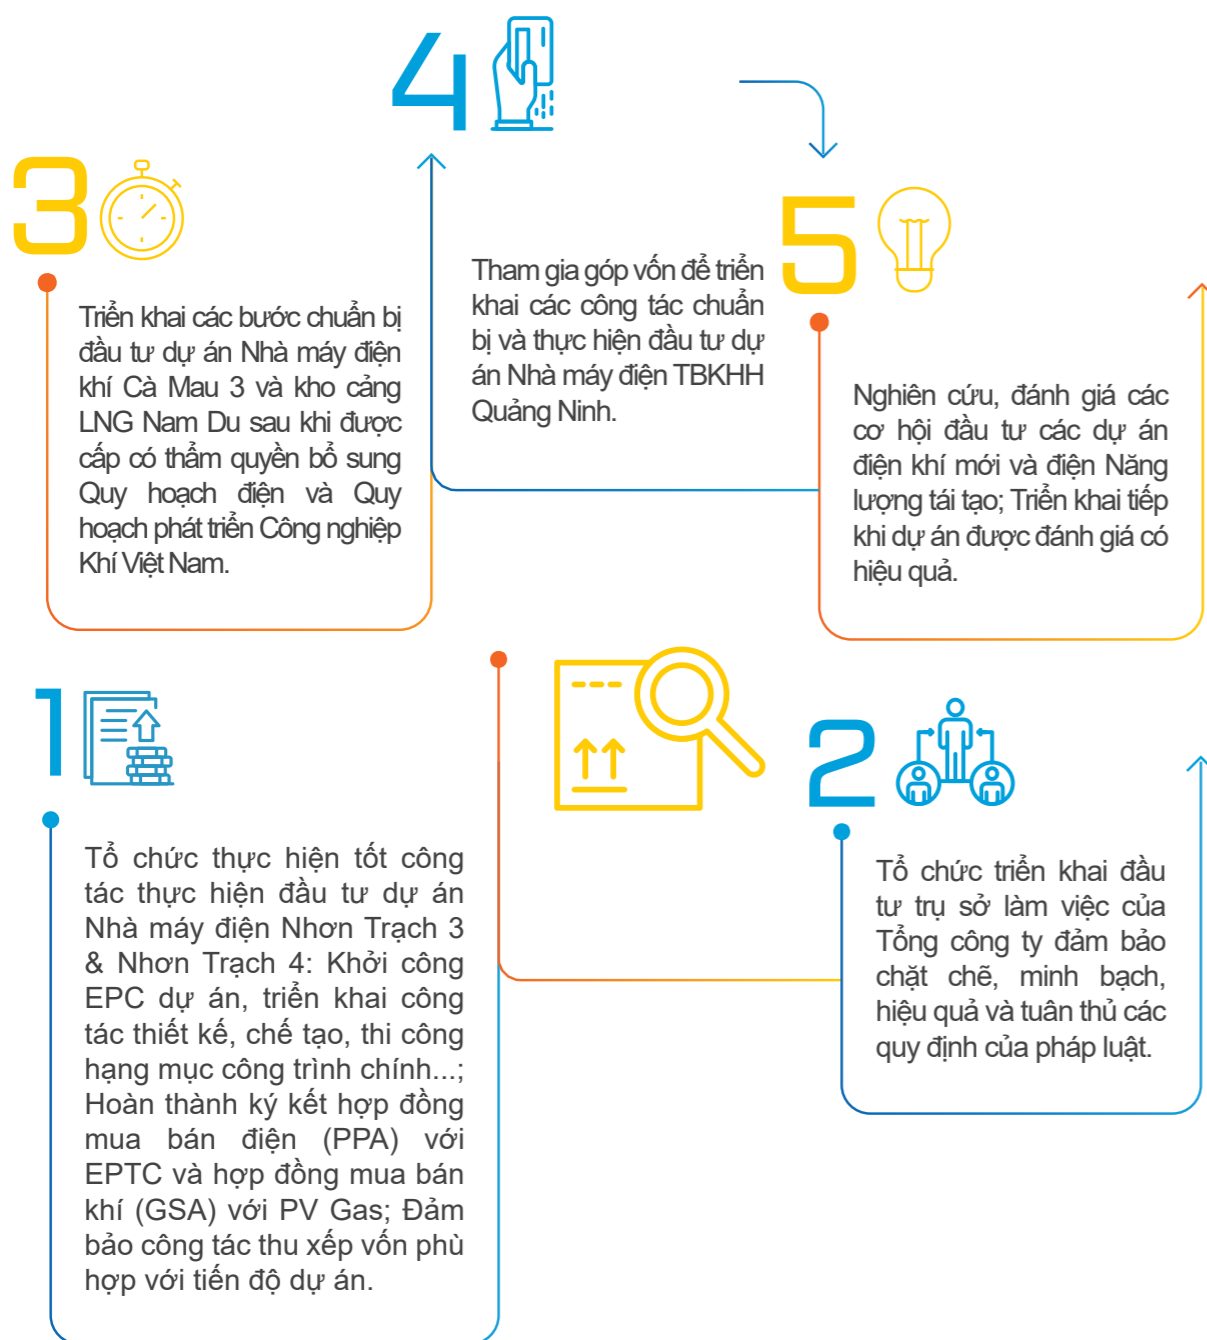 4
3
Triển khai các bước chuẩn bị
đầu tư dự án Nhà máy điện
khí Cà Mau 3 và kho cảng
LNG Nam Du sau khi được
cấp có thẩm quyền bổ sung
Quy hoạch điện và Quy
hoạch phát triển Công nghiệp
Khí Việt Nam.
Tham gia góp vốn để triển
khai các công tác chuẩn
bị và thực hiện đầu tư dự
án Nhà máy điện TBKHH
Quảng Ninh.
5
Nghiên cứu, đánh giá các
cơ hội đầu tư các dự án
điện khí mới và điện Năng
lượng tái tạo; Triển khai tiếp
khi dự án được đánh giá có
hiệu quả.
1
Tổ chức thực hiện tốt công
tác thực hiện đầu tư dự án
Nhà máy điện Nhơn Trạch 3
& Nhơn Trạch 4: Khởi công
EPC dự án, triển khai công
tác thiết kế, chế tạo, thi công
hạng mục công trình chính...;
Hoàn thành ký kết hợp đồng
mua bán điện (PPA) với
EPTC và hợp đồng mua bán
khí (GSA) với PV Gas; Đảm
bảo công tác thu xếp vốn phù
hợp với tiến độ dự án.
2
Tổ chức triển khai đầu
tư trụ sở làm việc của
Tổng công ty đảm bảo
chặt chẽ, minh bạch,
hiệu quả và tuân thủ các
quy định của pháp luật.